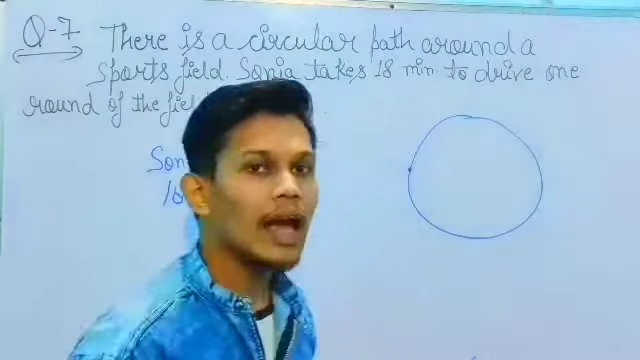 Q-7 There is a circular path around a
sports field. Sonia takes 18 min. to drive one
round of the
Son